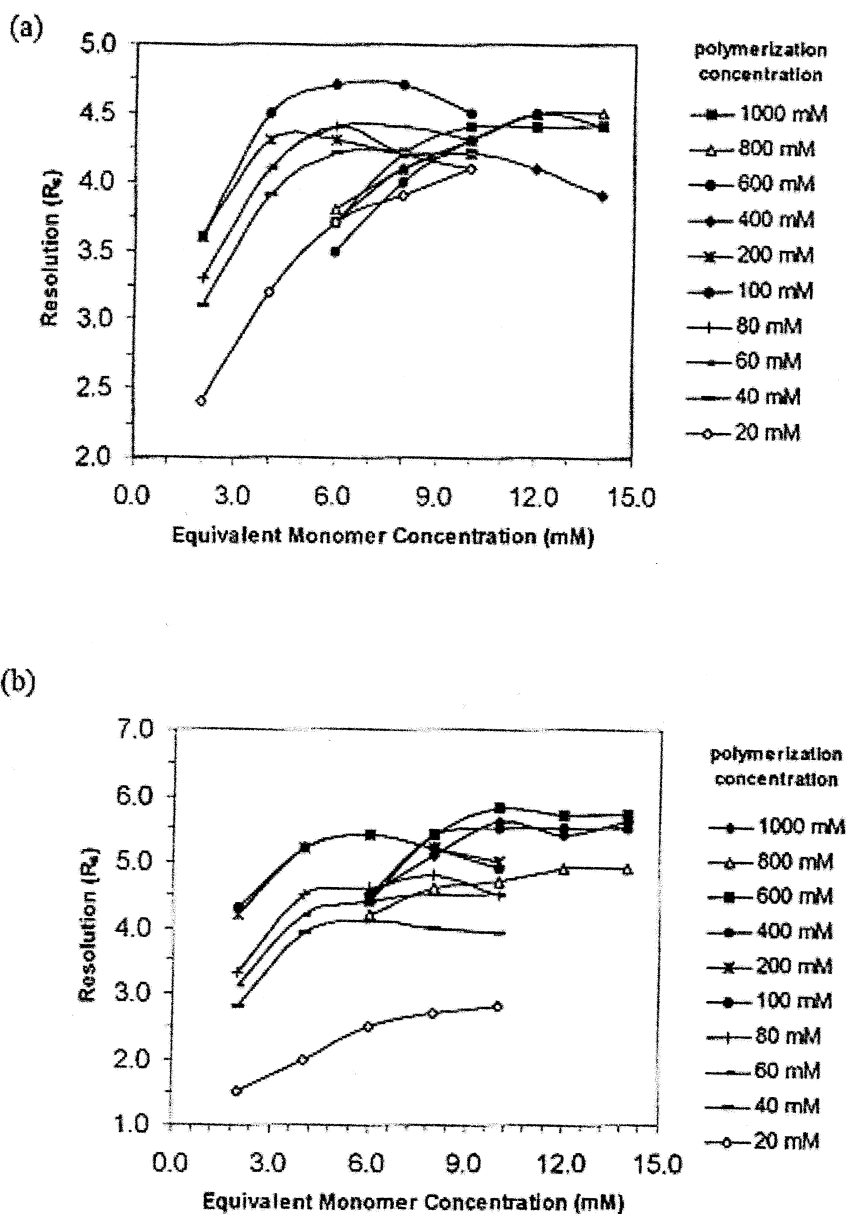 (a)
5.0
4.5
4.0
3.5
3.0
2.5
2.0
Resolution (Rs)
0.0 3.0 6.0 9.0 12.0 15.0
Equivalent Monomer Concentration (mM)
polymerization
concentration
1000 mM
800 mM
600 mM
400 mM
200 mM
100 mM
80 mM
60 mM
40 mM
20 mM
(b)
7.0
6.0
5.0
4.0
3.0
2.0
1.0
Resolution (Rs)
0.0 3.0 6.0 9.0 12.0 15.0
Equivalent Monomer Concentration (mM)
polymerization
concentration
1000 mM
800 mM
600 mM
400 mM
200 mM
100 mM
80 mM
60 mM
40 mM
20 mM